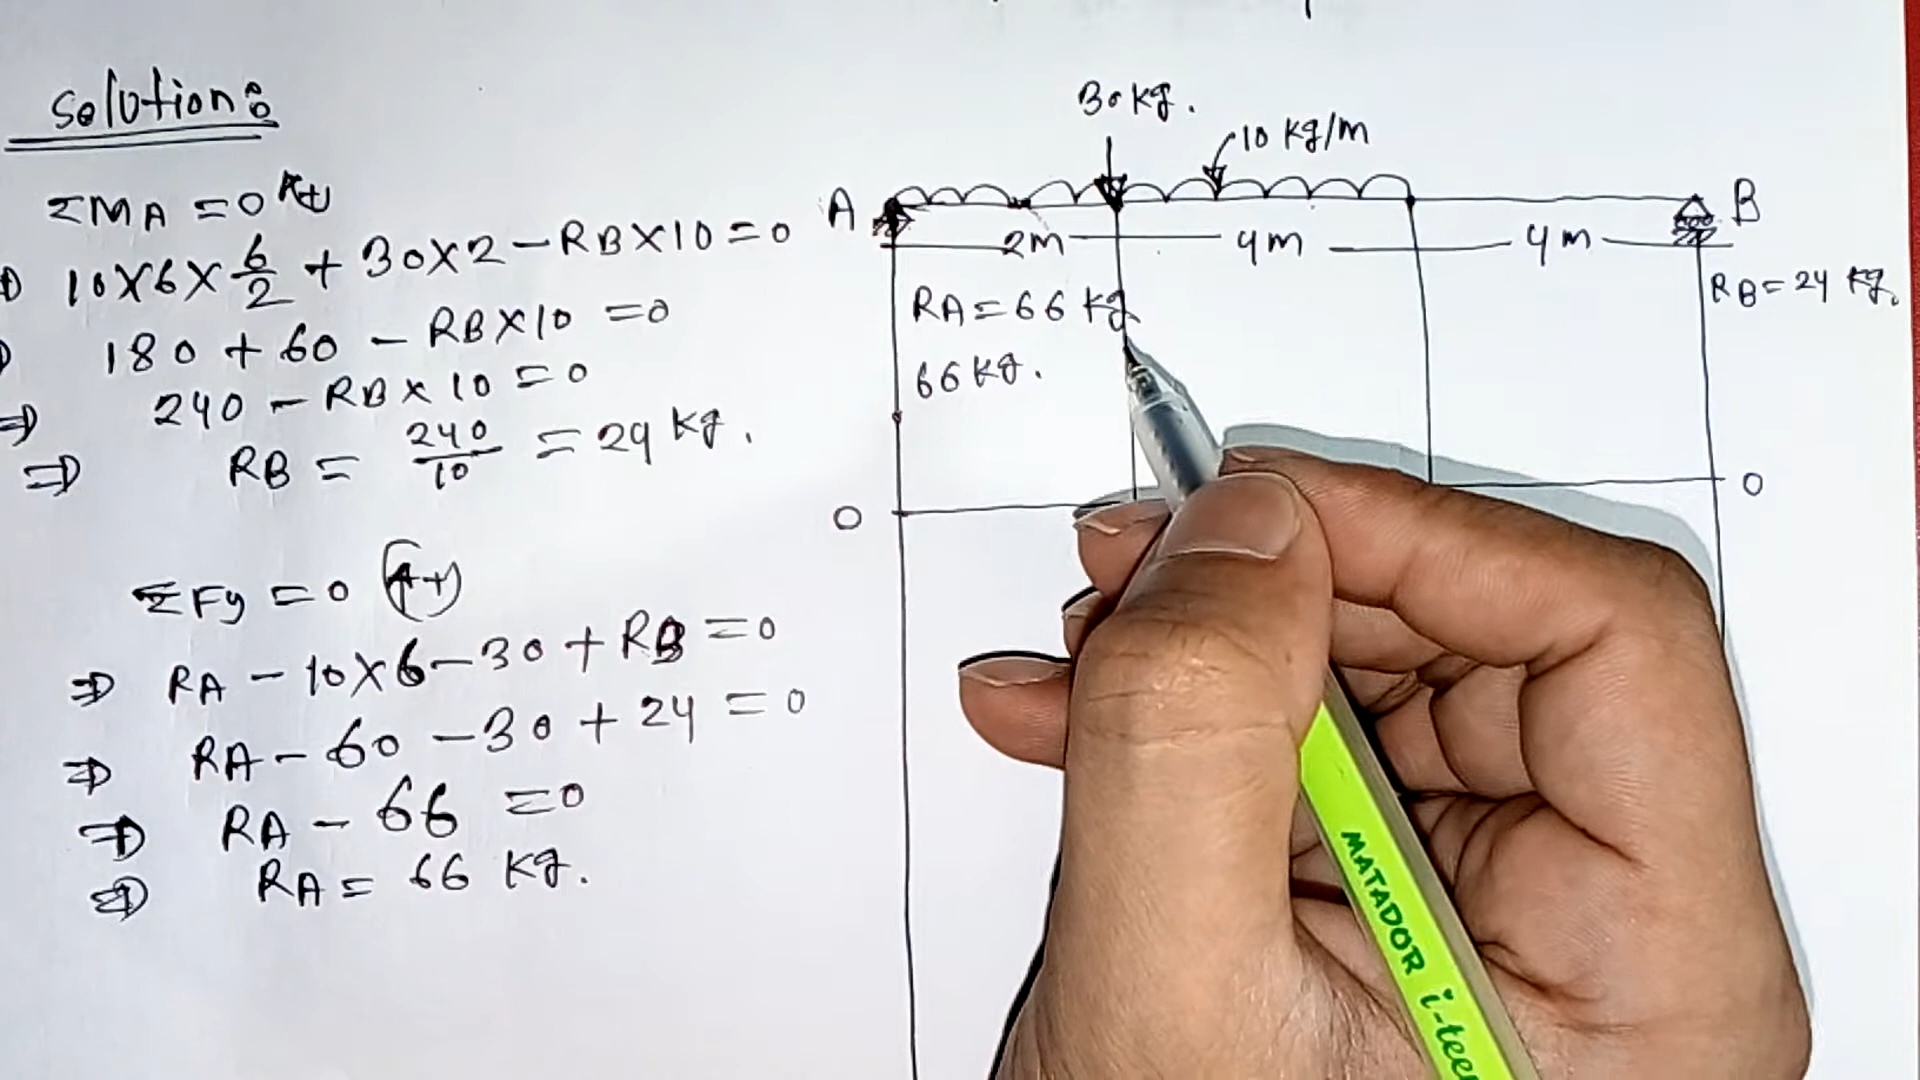 Solution:
ΣMA = 0
⇒ 10×6×6/2 + 30×2 - RB×10 = 0
⇒ 180 + 60 - RB×10 = 0
⇒ 240 - RB×10 = 0
⇒ RB = 240/10 = 24 kg.
ΣFy = 0 (↑+)
⇒ RA - 10×6 - 30 + RB = 0
⇒ RA - 60 - 30 + 24 = 0
⇒ RA - 66 = 0
⇒ RA = 66 kg.
30 kg.
10 kg/m
A
B
2m
4m
4m
RA = 66 kg
RB = 24 kg.
66 kg.
0
0
MATADOR i-tee